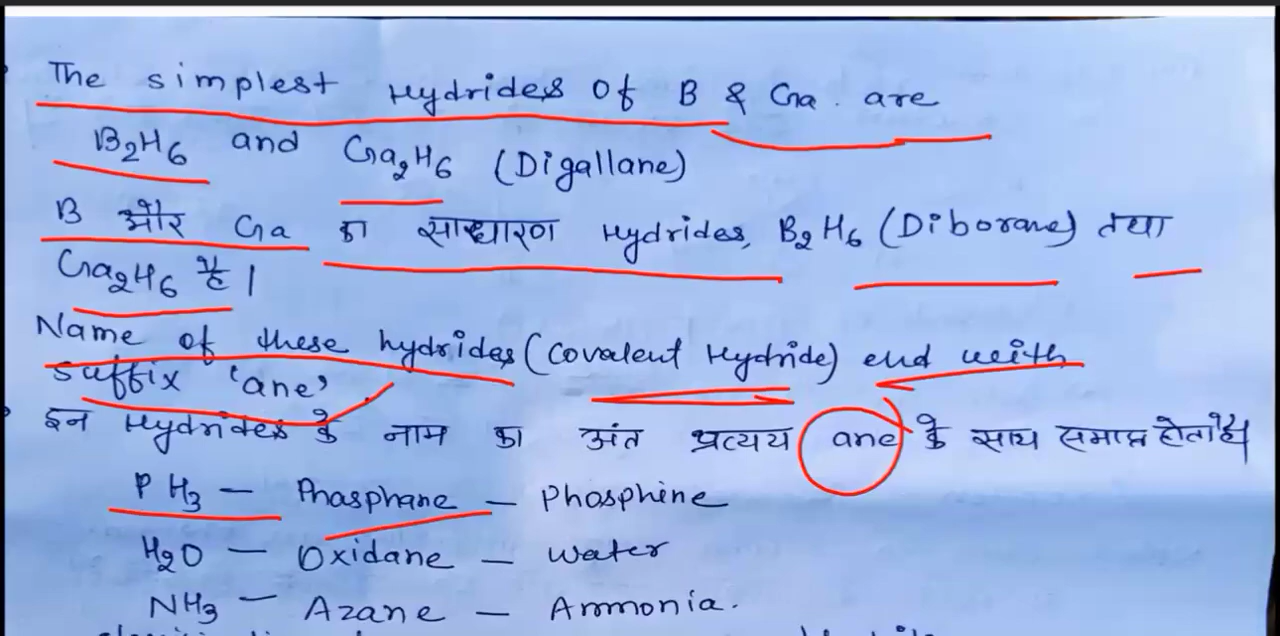 The simplest Hydrides of B & Ga. are
B₂H₆ and Ga₂H₆ (Digallane)
B और Ga का साधारण Hydrides, B₂H₆ (Diborane) तथा
Ga₂H₆ है।
Name of these hydrides (Covalent Hydride) end with
suffix 'ane'
इन Hydrides के नाम का अंत प्रत्यय ane के साथ समाप्त होता है।
PH₃ — Phasphane — Phosphine
H₂O — Oxidane — Water
NH₃ — Azane — Ammonia.